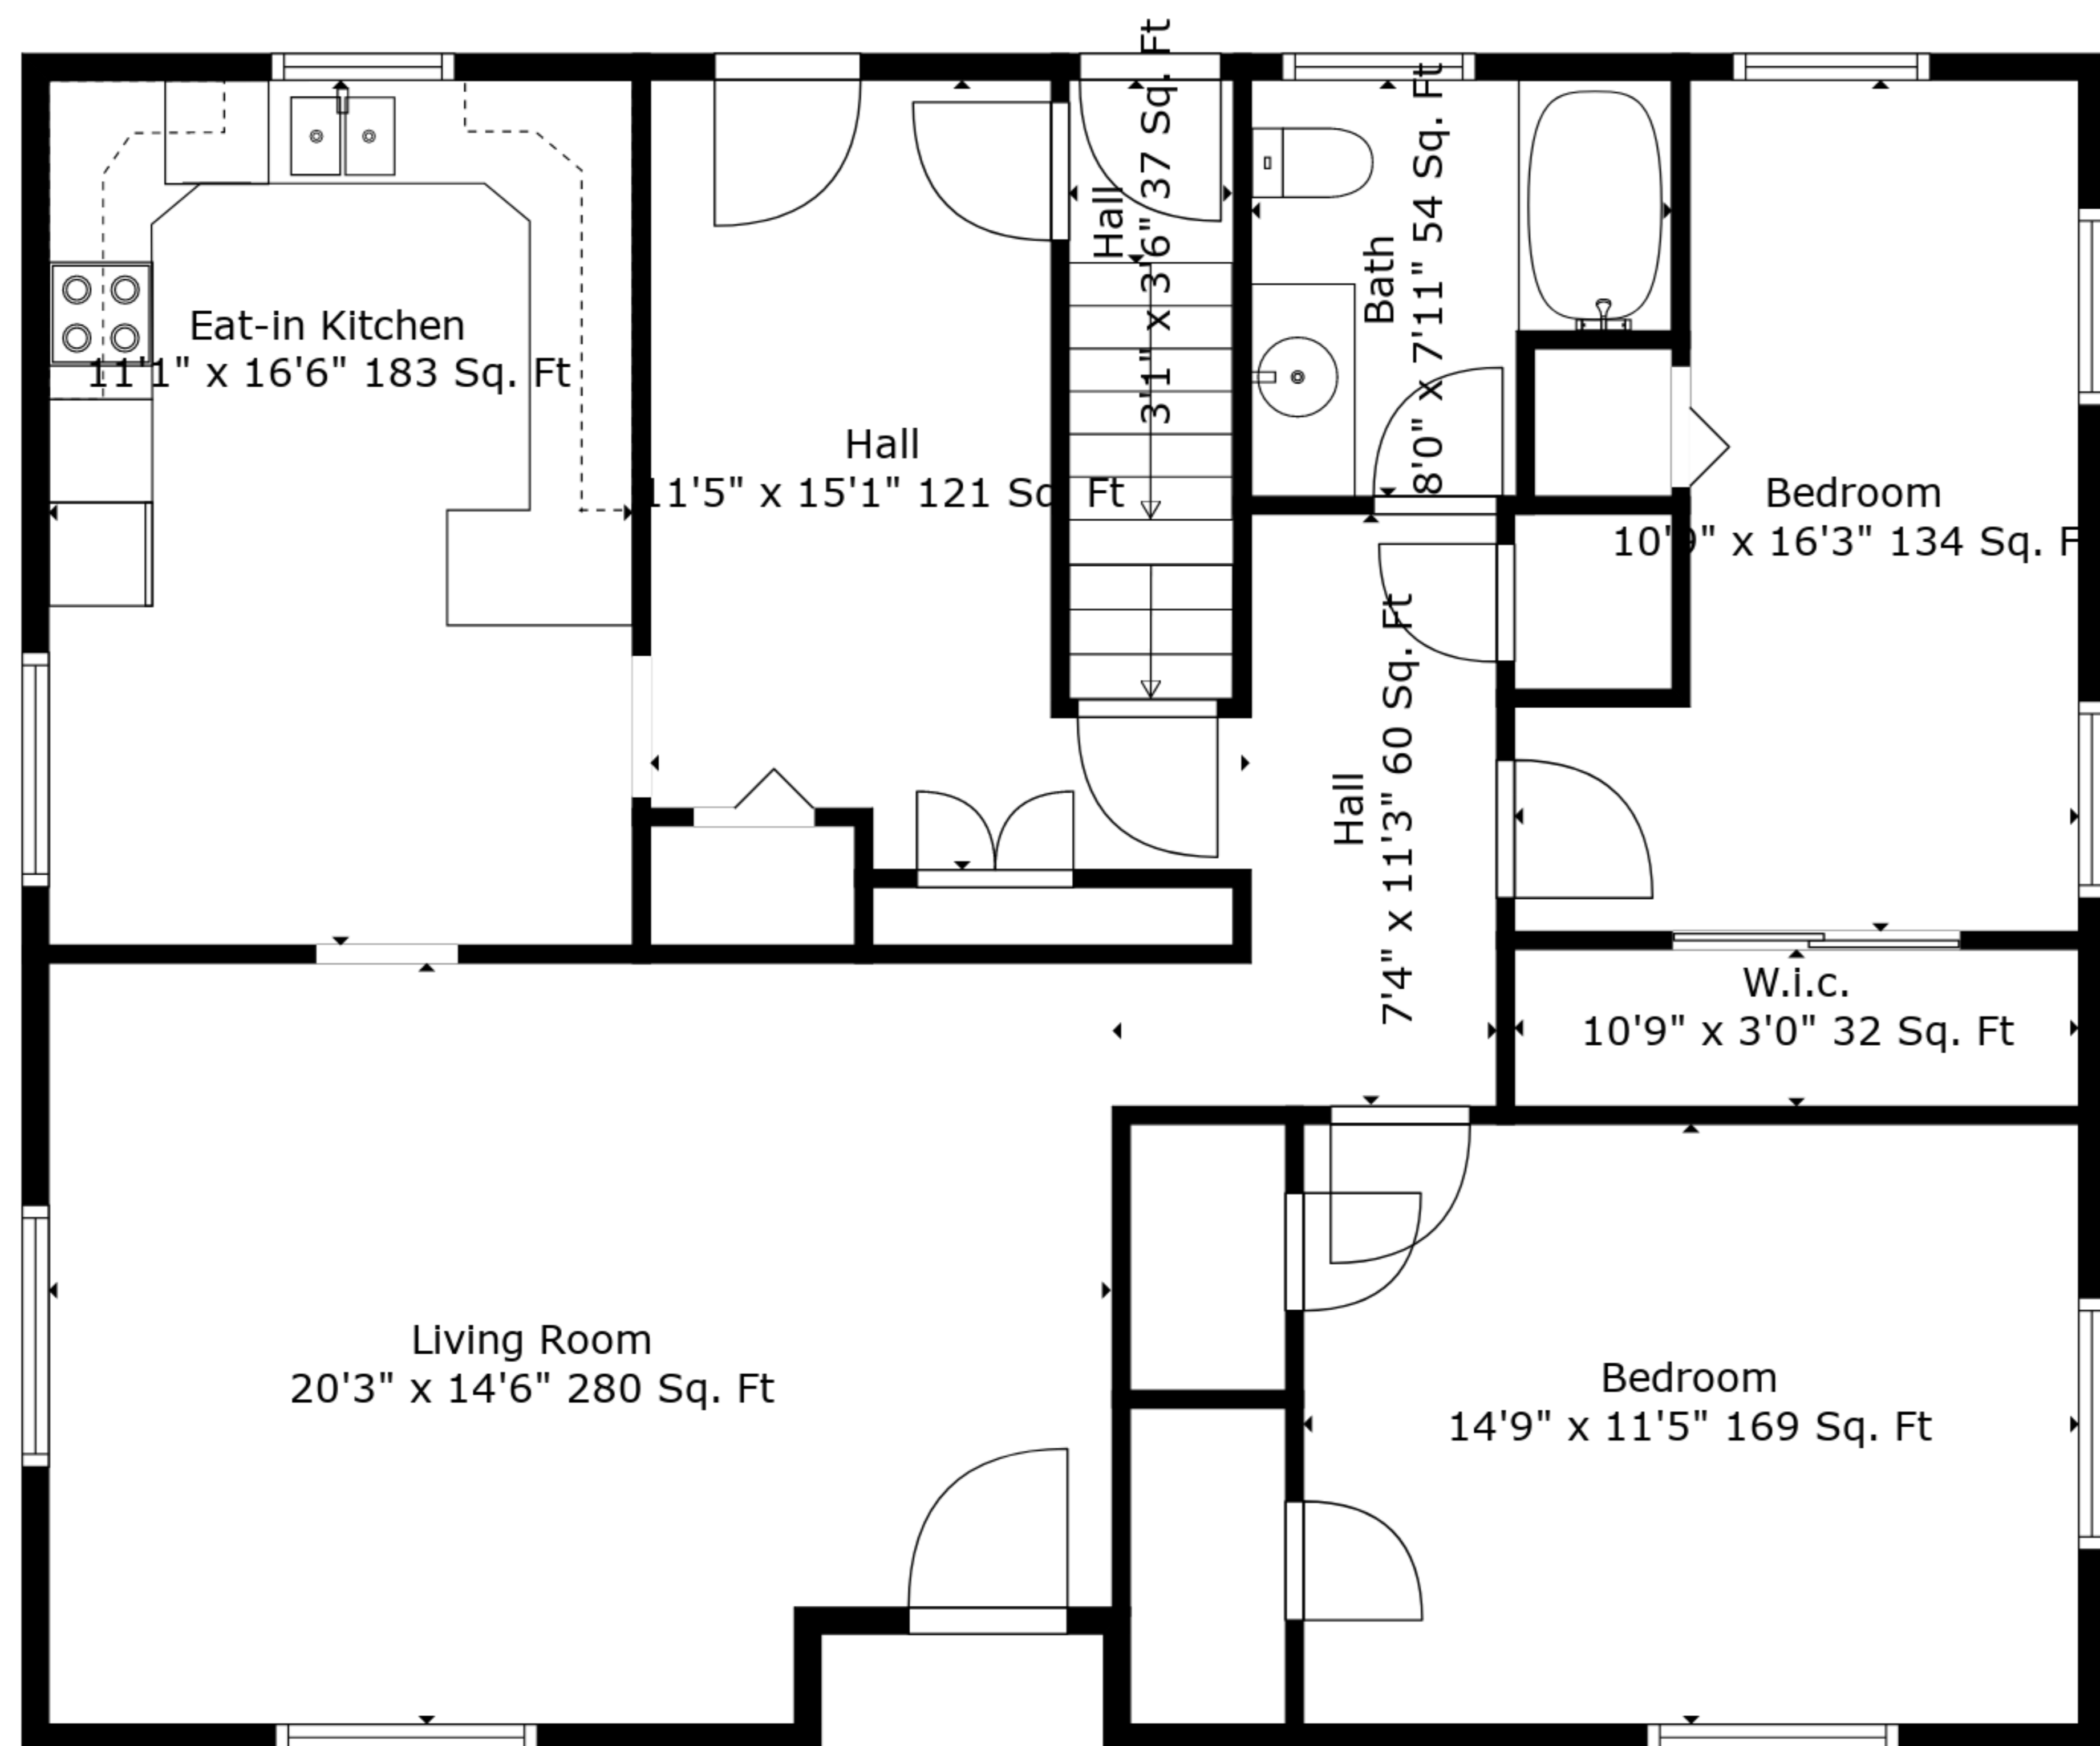 Eat-in Kitchen
11'1" x 16'6" 183 Sq. Ft
Hall
11'5" x 15'1" 121 Sq. Ft
Hall
3'1" x 3'6" 37 Sq. Ft
Bath
8'0" x 7'11" 54 Sq. Ft
Bedroom
10'9" x 16'3" 134 Sq. F
Hall
7'4" x 11'3" 60 Sq. Ft
W.i.c.
10'9" x 3'0" 32 Sq. Ft
Living Room
20'3" x 14'6" 280 Sq. Ft
Bedroom
14'9" x 11'5" 169 Sq. Ft